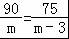 90/m = 75/(m-3)